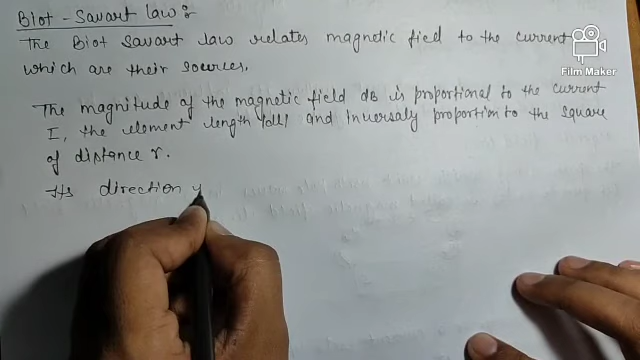 Biot - Savart law:
The Biot Savart law relates magnetic field to the current
which are their sources.
The magnitude of the magnetic field dB is proportional to the current
I, the element length |dl| and inversaly proportion to the square
of distance r.
Its direction
Film Maker